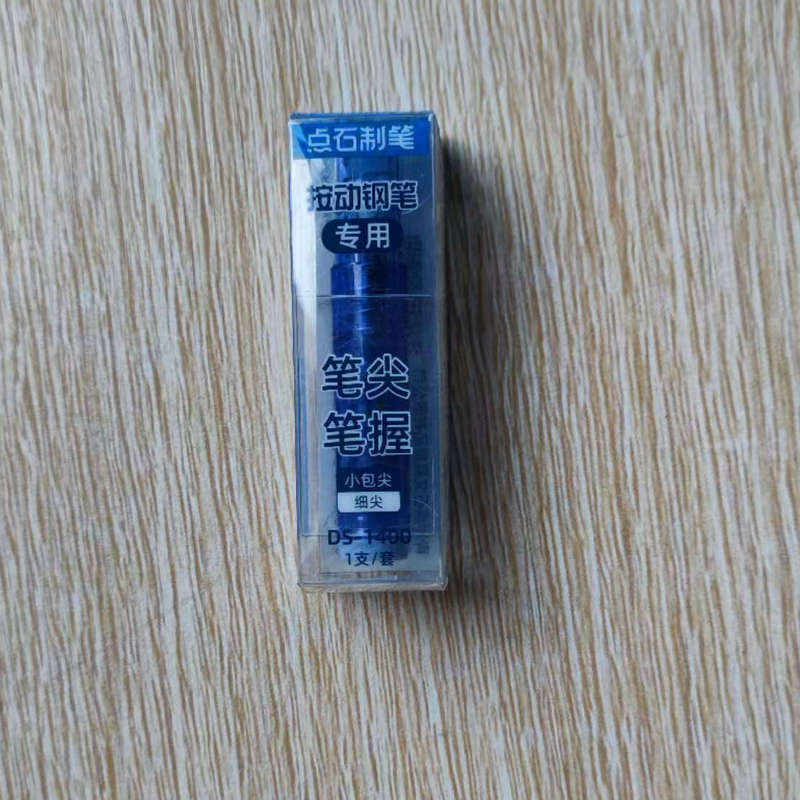 点石制笔
按动钢笔
专用
笔尖
笔握
小包尖
细尖
DS-1400
1支/套